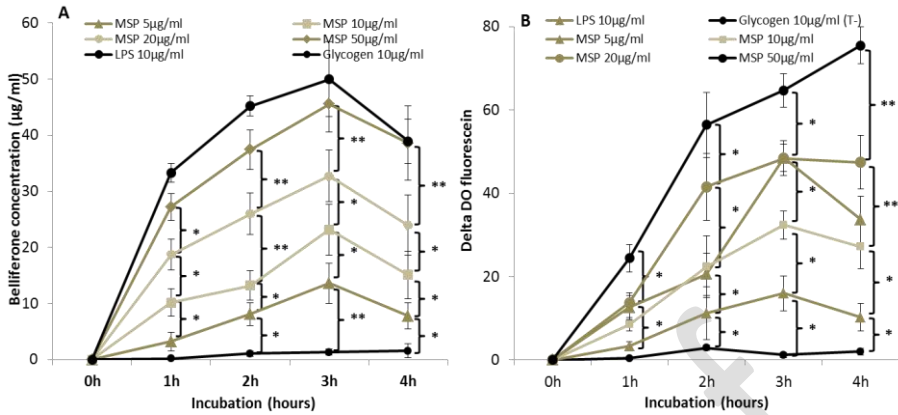 A
MSP 5µg/ml MSP 10µg/ml
MSP 20µg/ml MSP 50µg/ml
LPS 10µg/ml Glycogen 10µg/ml
Belliferone concentration (µg/ml)
60
50
40
30
20
10
0
** ** * *
* ** * **
* * * *
* ** *
0h 1h 2h 3h 4h
Incubation (hours)
B
LPS 10µg/ml Glycogen 10µg/ml (T-)
MSP 5µg/ml MSP 10µg/ml
MSP 20µg/ml MSP 50µg/ml
Delta DO fluorescein
80
60
40
20
0
* * * **
* * * **
* * *
* * *
0h 1h 2h 3h 4h
Incubation (hours)